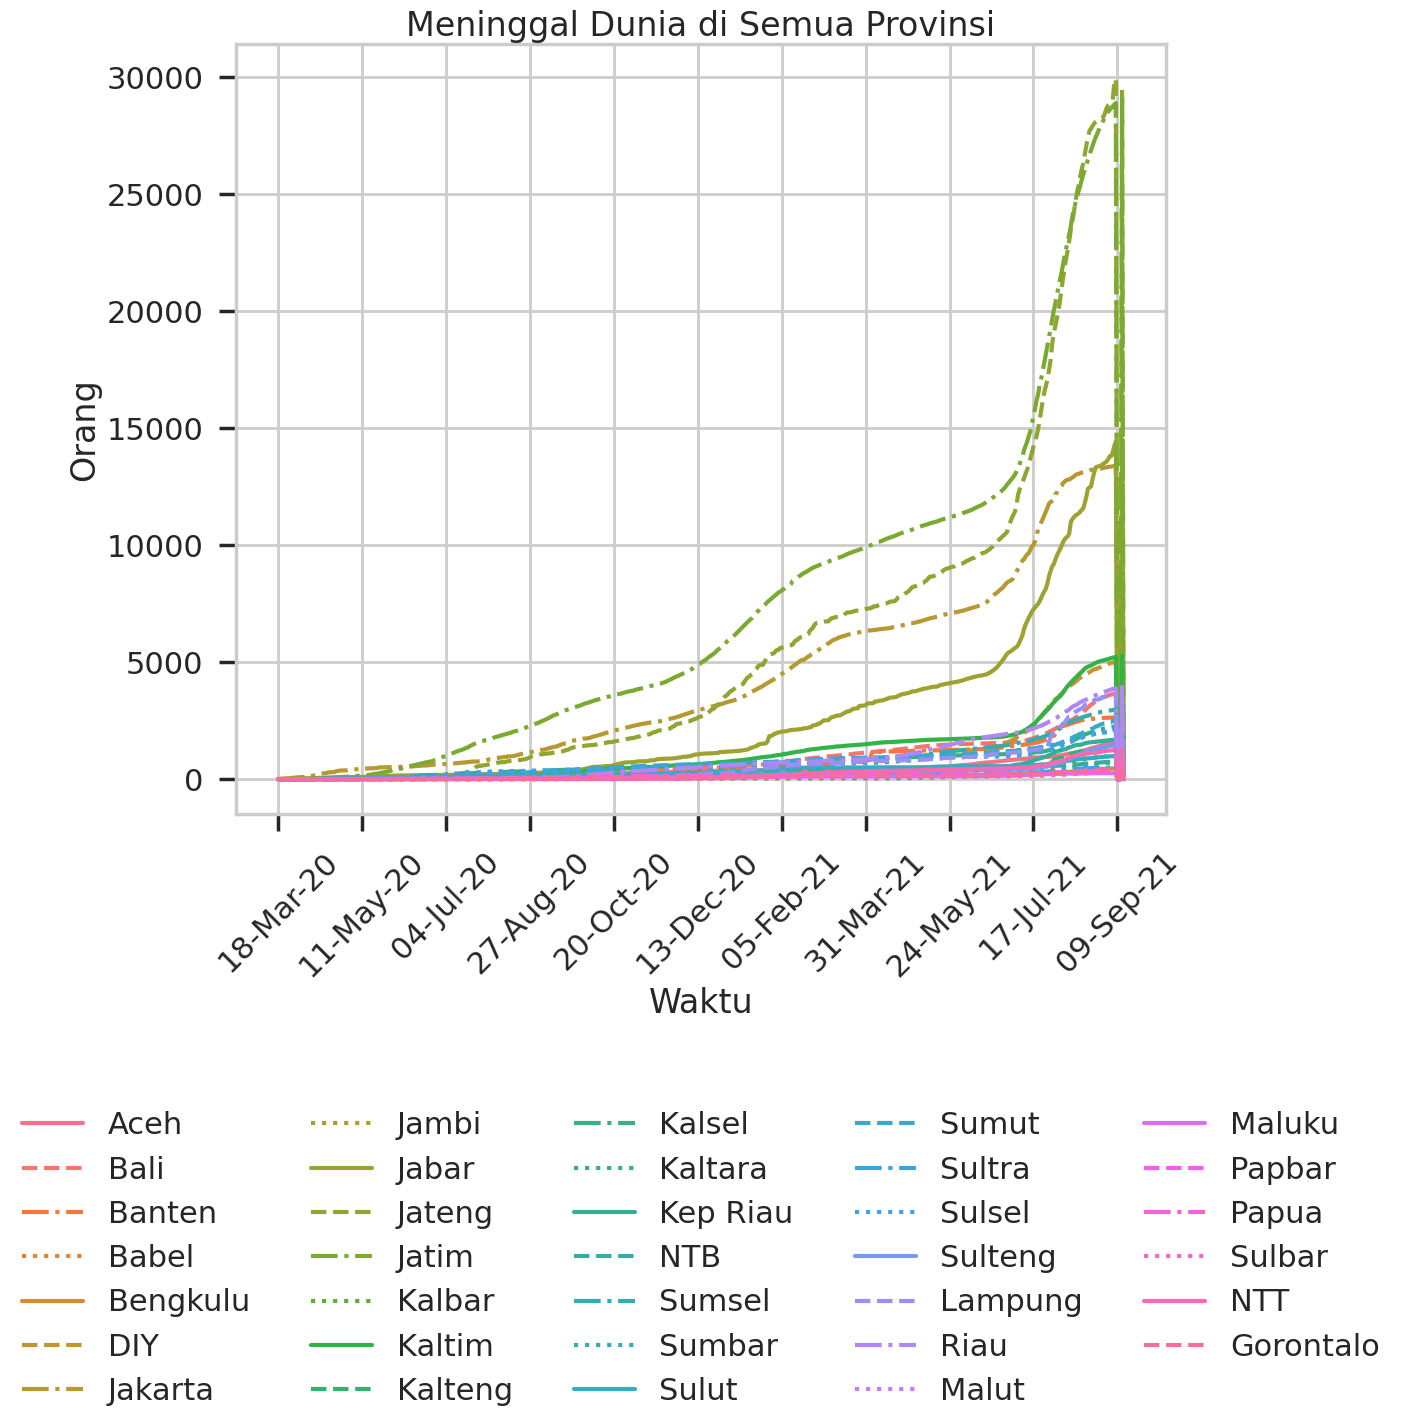 Meninggal Dunia di Semua Provinsi
30000
25000
20000
15000
10000
5000
0
Orang
18-Mar-20
11-May-20
04-Jul-20
27-Aug-20
20-Oct-20
13-Dec-20
05-Feb-21
31-Mar-21
24-May-21
17-Jul-21
09-Sep-21
Waktu
Aceh
Bali
Banten
Babel
Bengkulu
DIY
Jakarta
Jambi
Jabar
Jateng
Jatim
Kalbar
Kaltim
Kalteng
Kalsel
Kaltara
Kep Riau
NTB
Sumsel
Sumbar
Sulut
Sumut
Sultra
Sulsel
Sulteng
Lampung
Riau
Malut
Maluku
Papbar
Papua
Sulbar
NTT
Gorontalo